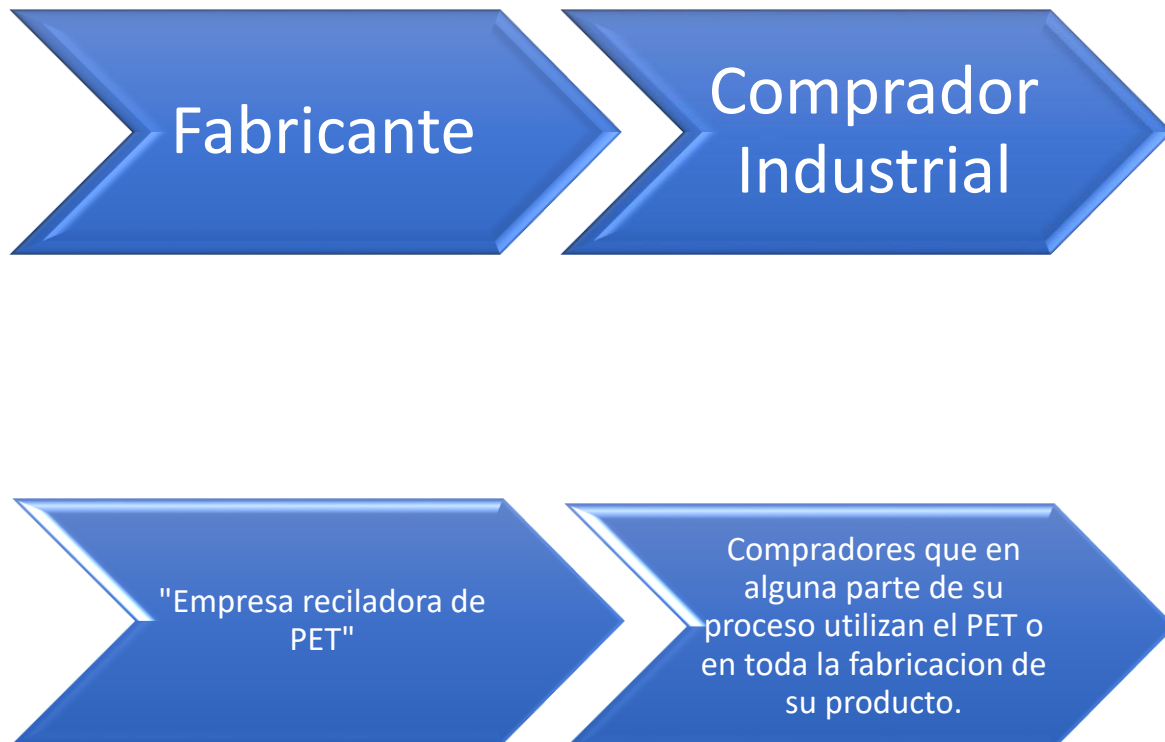 Fabricante
Comprador
Industrial
"Empresa reciladora de
PET"
Compradores que en
alguna parte de su
proceso utilizan el PET o
en toda la fabricacion de
su producto.